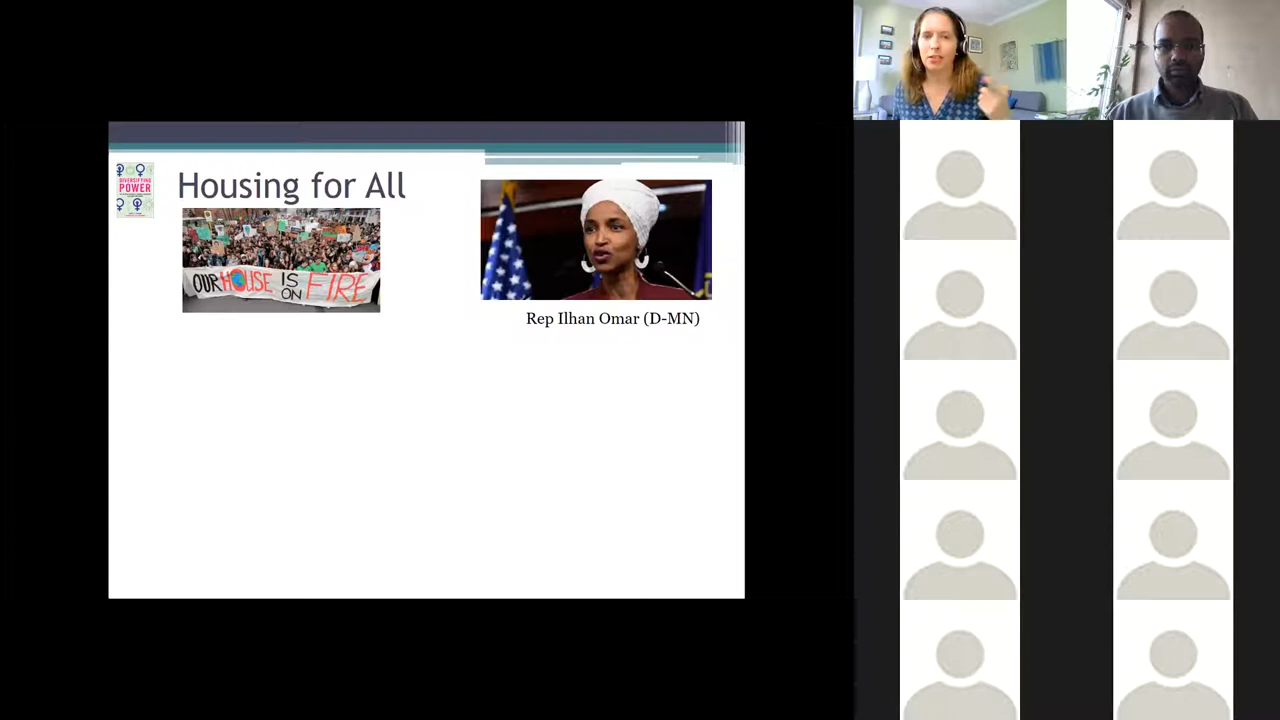 DIVERSIFYING
POWER
Housing for All
OUR HOUSE IS ON FIRE
Rep Ilhan Omar (D-MN)